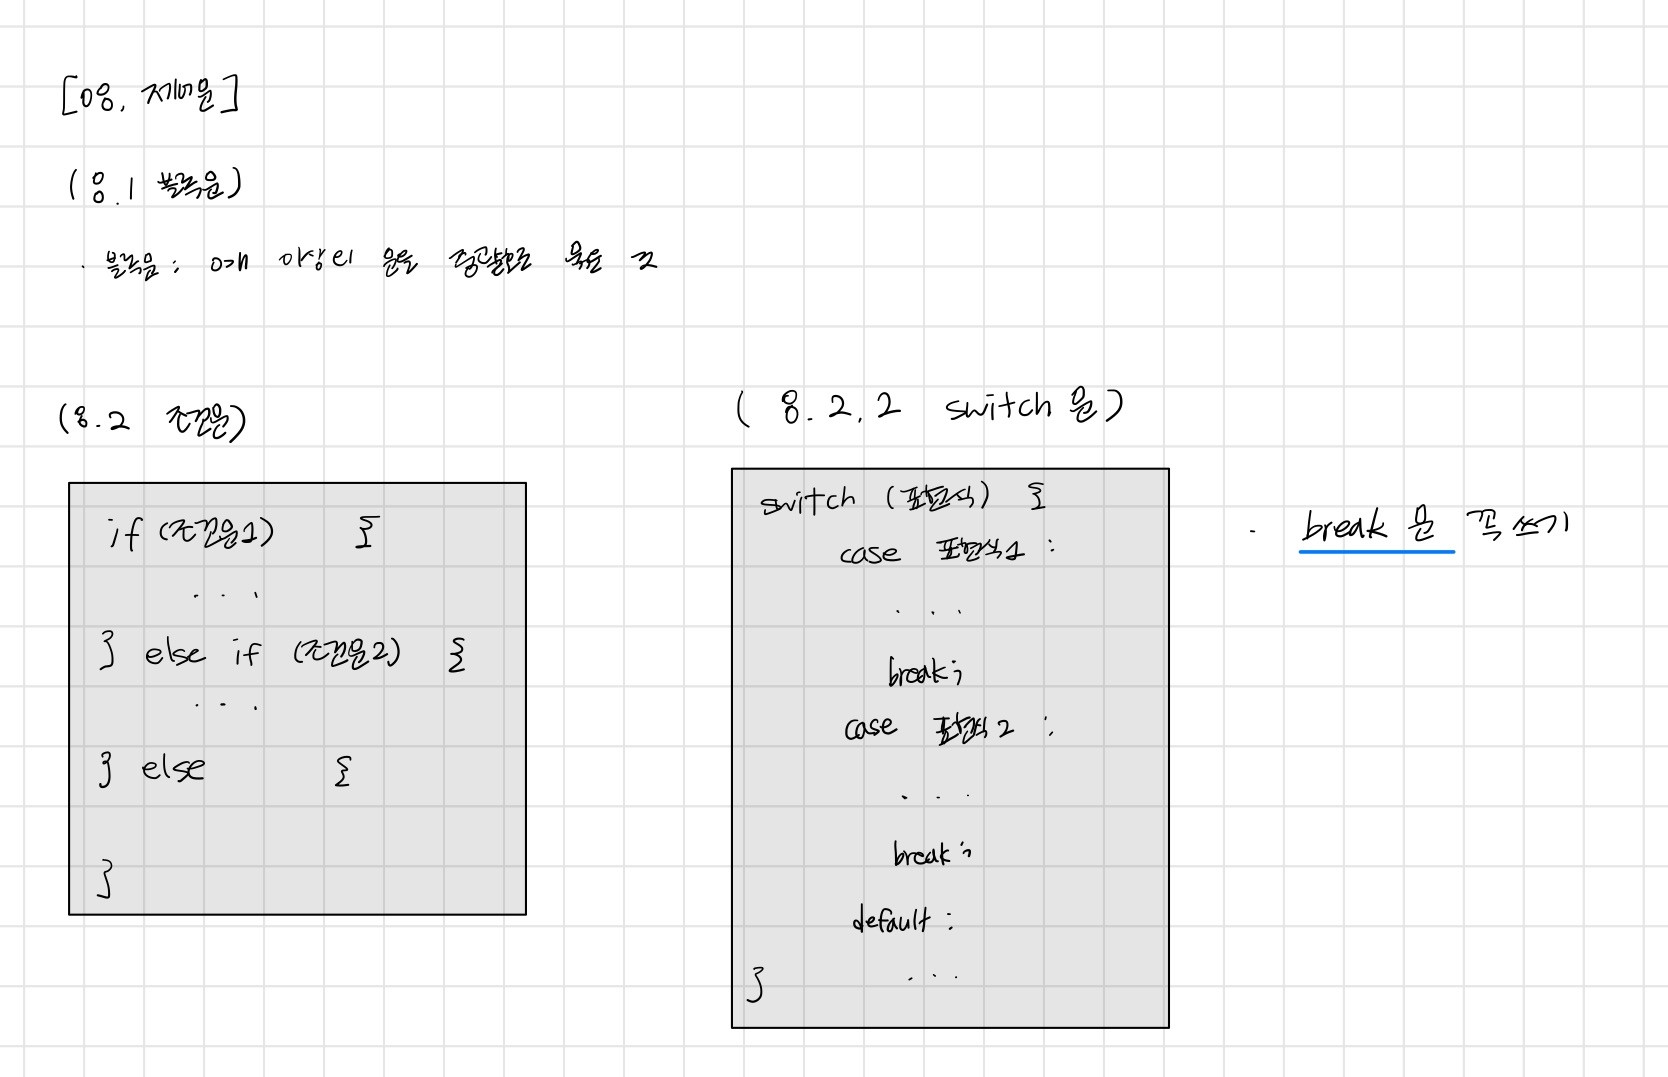 [08. 제어문]
(8.1 블록문)
· 블록문 : 0개 이상의 문을 중괄호로 묶은 것
(8.2 조건문)
if (조건문1) {
...
} else if (조건문2) {
...
} else {
}
(8.2.2 switch 문)
switch (표현식) {
case 표현식1 :
...
break;
case 표현식2 :
...
break;
default :
...
}
· break 문 꼭 쓰기